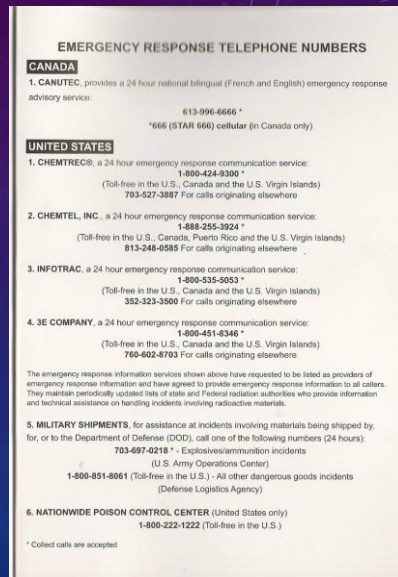 EMERGENCY RESPONSE TELEPHONE NUMBERS
CANADA
1. CANUTEC, provides a 24 hour national bilingual (French and English) emergency response
advisory service:
613-996-6666 *
*666 (STAR 666) cellular (in Canada only)
UNITED STATES
1. CHEMTREC®, a 24 hour emergency response communication service:
1-800-424-9300 *
(Toll-free in the U.S., Canada and the U.S. Virgin Islands)
703-527-3887 For calls originating elsewhere
2. CHEMTEL, INC., a 24 hour emergency response communication service:
1-888-255-3924 *
(Toll-free in the U.S., Canada, Puerto Rico and the U.S. Virgin Islands)
813-248-0585 For calls originating elsewhere
3. INFOTRAC, a 24 hour emergency response communication service:
1-800-535-5053 *
(Toll-free in the U.S., Canada and the U.S. Virgin Islands)
352-323-3500 For calls originating elsewhere
4. 3E COMPANY, a 24 hour emergency response communication service:
1-800-451-8346 *
(Toll-free in the U.S., Canada and the U.S. Virgin Islands)
760-602-8703 For calls originating elsewhere
The emergency response information services shown above have requested to be listed as providers of
emergency response information and have agreed to provide emergency response information to all callers.
They maintain periodically updated lists of state and Federal radiation authorities who provide information
and technical assistance on handling incidents involving radioactive materials.
5. MILITARY SHIPMENTS, for assistance at incidents involving materials being shipped by,
for, or to the Department of Defense (DOD), call one of the following numbers (24 hours):
703-697-0218 * - Explosives/ammunition incidents
(U.S. Army Operations Center)
1-800-851-8061 (Toll-free in the U.S.) - All other dangerous goods incidents
(Defense Logistics Agency)
6. NATIONWIDE POISON CONTROL CENTER (United States only)
1-800-222-1222 (Toll-free in the U.S.)
* Collect calls are accepted